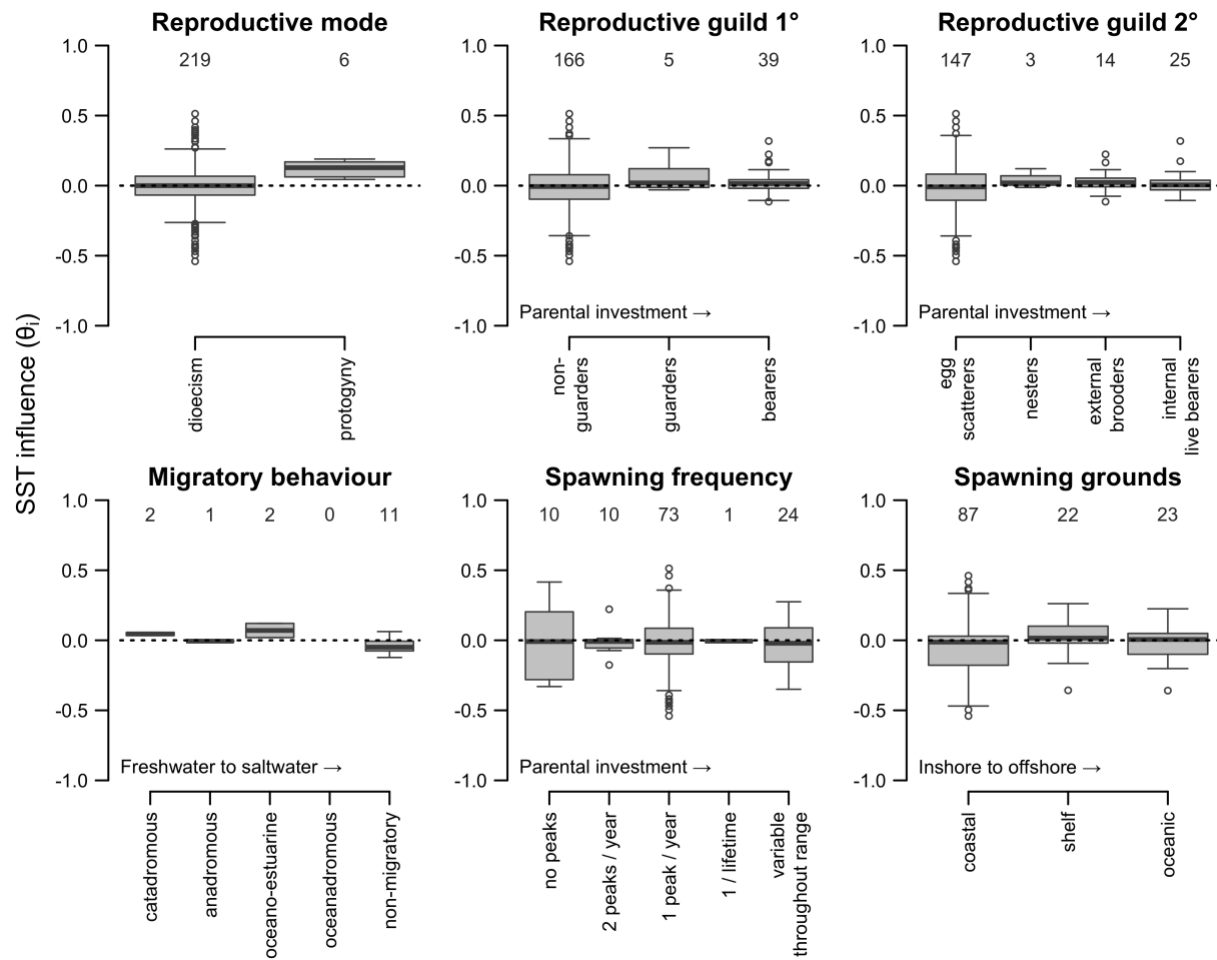 Reproductive mode
Reproductive guild 1°
Reproductive guild 2°
SST influence (θi)
1.0
0.5
0.0
-0.5
-1.0
219
6
dioecism
protogyny
1.0
0.5
0.0
-0.5
-1.0
166
5
39
Parental investment →
non-
guarders
guarders
bearers
1.0
0.5
0.0
-0.5
-1.0
147
3
14
25
Parental investment →
egg
scatterers
nesters
external
brooders
internal
live bearers
Migratory behaviour
Spawning frequency
Spawning grounds
1.0
0.5
0.0
-0.5
-1.0
2
1
2
0
11
Freshwater to saltwater →
catadromous
anadromous
oceano-estuarine
oceanadromous
non-migratory
1.0
0.5
0.0
-0.5
-1.0
10
10
73
1
24
Parental investment →
no peaks
2 peaks / year
1 peak / year
1 / lifetime
variable
throughout range
1.0
0.5
0.0
-0.5
-1.0
87
22
23
Inshore to offshore →
coastal
shelf
oceanic